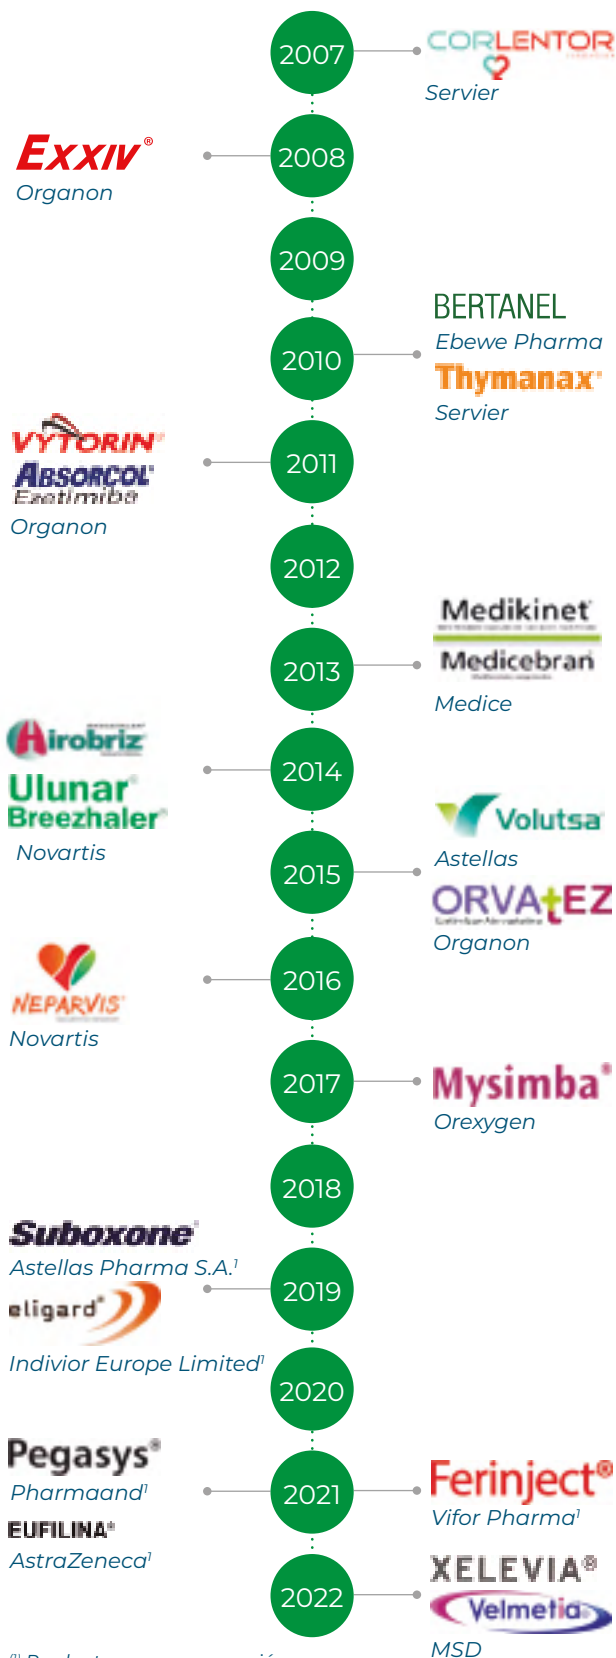 2007
CORLENTOR
Servier
EXXIV®
Organon
2008
2009
BERTANEL
Ebewe Pharma
2010
Thymanax®
Servier
VYTORIN®
ABSORCOL®
Ezetimiba
Organon
2011
2012
Medikinet®
Medicebran
Medice
2013
Airobriz
Ulunar®
Breezhaler®
Novartis
2014
Volutsa®
Astellas
2015
ORVAtEZ
Organon
NEPARVIS®
Novartis
2016
2017
Mysimba®
Orexygen
2018
Suboxone®
Astellas Pharma S.A.¹
eligard®
Indivior Europe Limited¹
2019
2020
Pegasys®
Pharmaand¹
EUFILINA®
AstraZeneca¹
2021
Ferinject®
Vifor Pharma¹
2022
XELEVIA®
Velmetia®
MSD